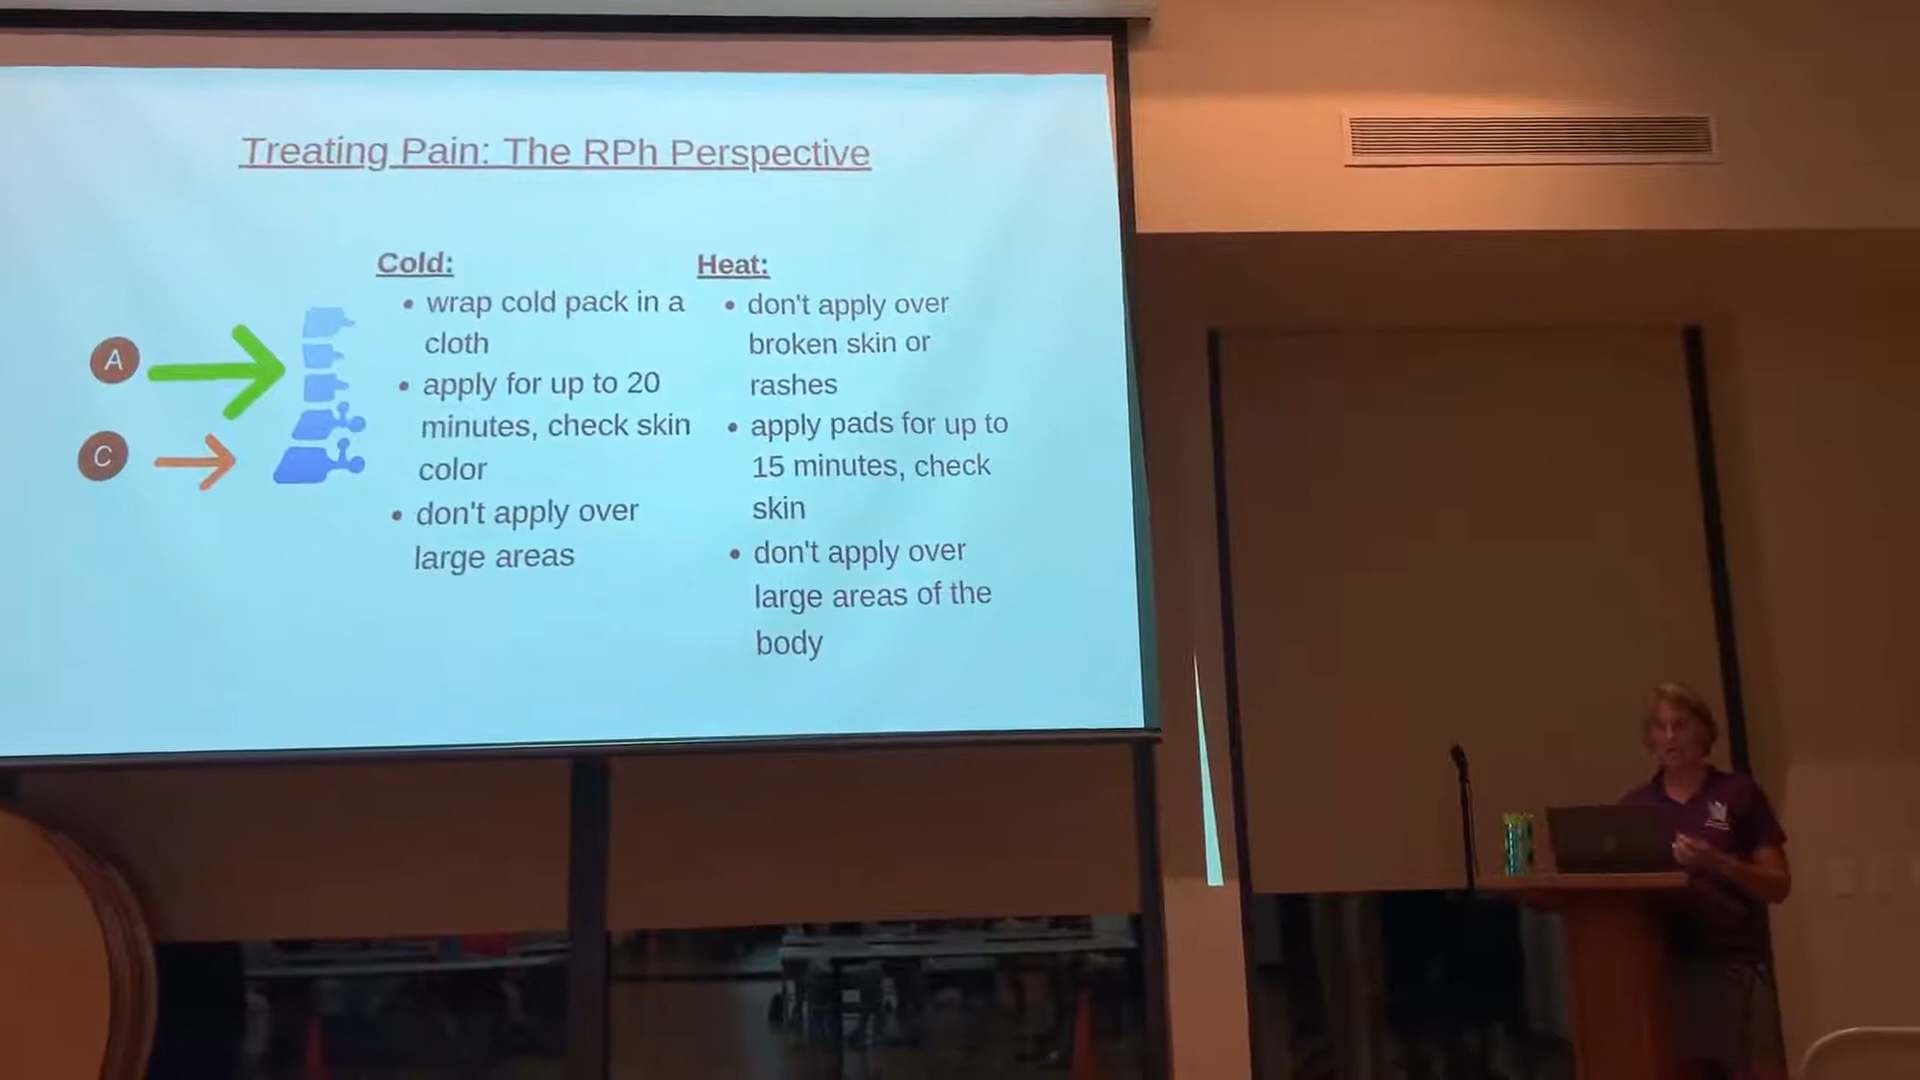 Treating Pain: The RPh Perspective
A
C
Cold:
• wrap cold pack in a
cloth
• apply for up to 20
minutes, check skin
color
• don't apply over
large areas
Heat:
• don't apply over
broken skin or
rashes
• apply pads for up to
15 minutes, check
skin
• don't apply over
large areas of the
body